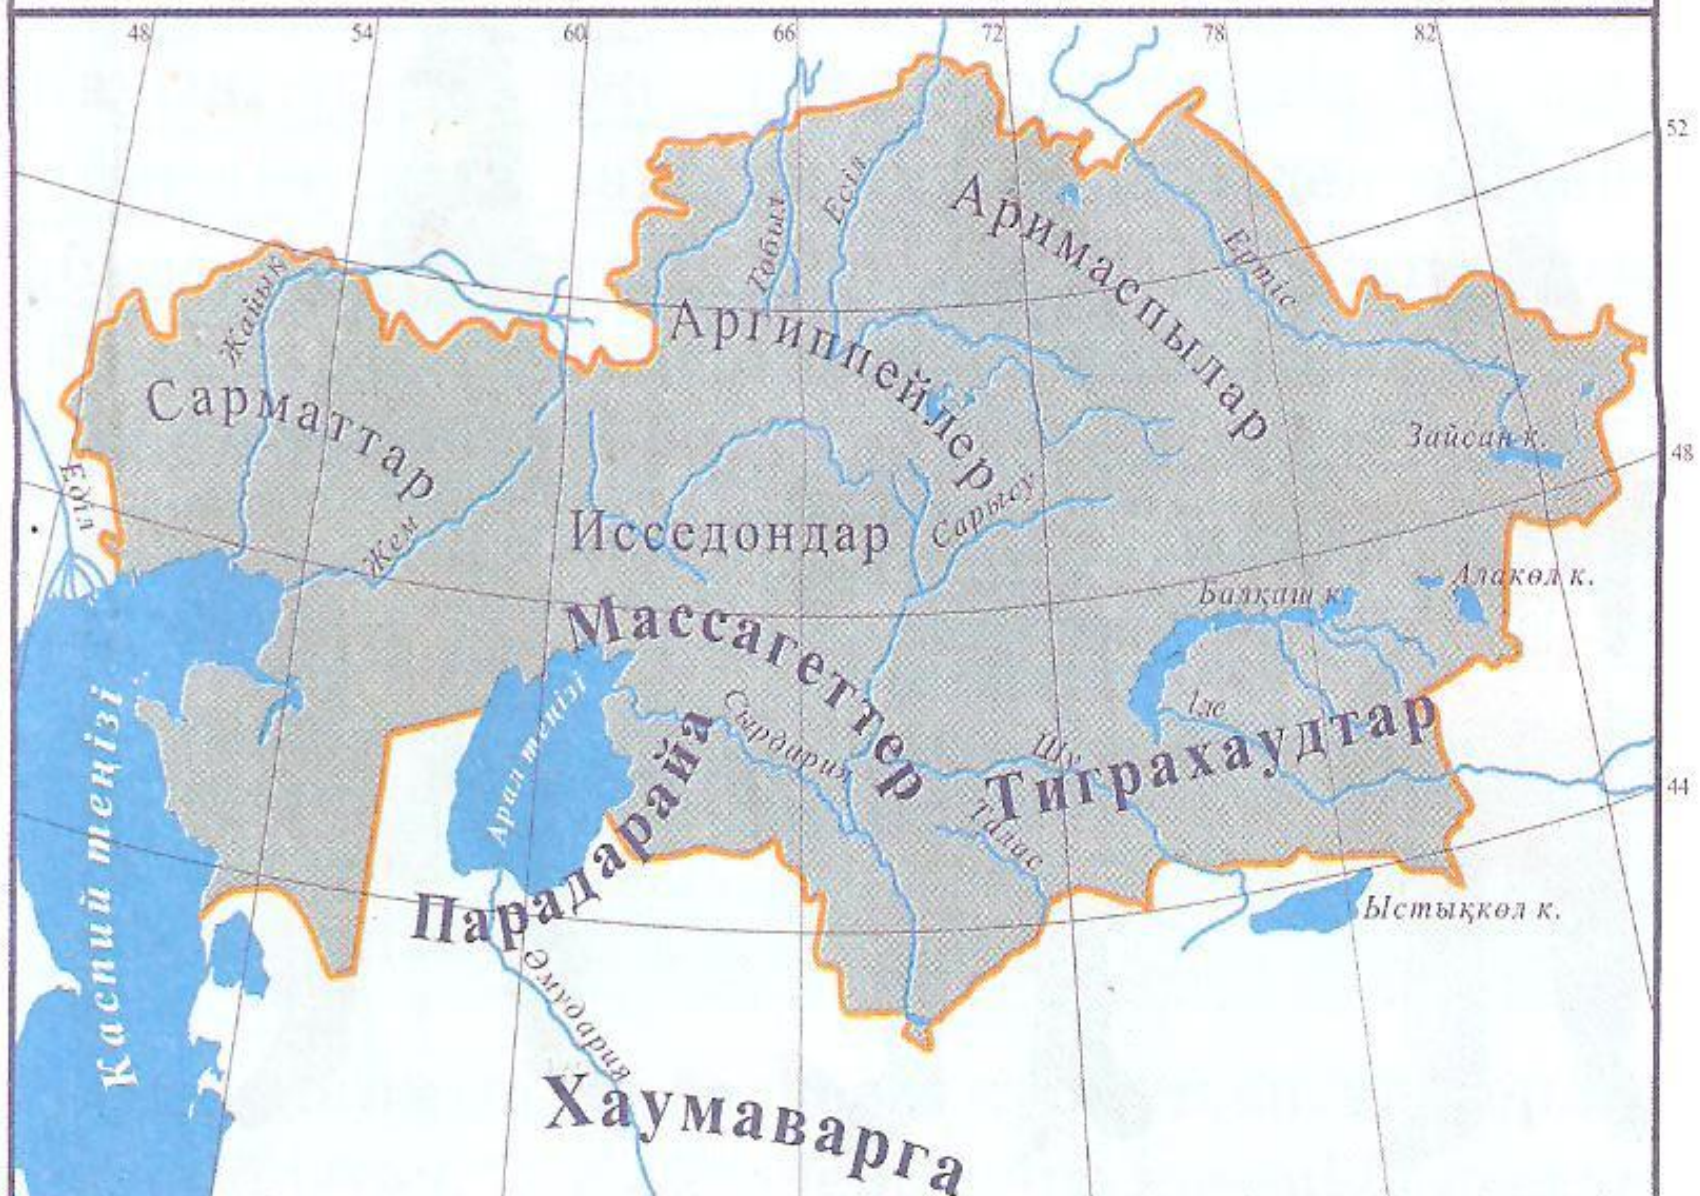 48
54
60
66
72
78
82
52
48
44
Аримаспылар
Есіл
Тобыл
Ертіс
Жайық
Аргиппейлер
Сарматтар
Зайсан к.
Еділ
Жем
Исседондар
Сарысу
Алакөл к.
Балқаш к.
Массагеттер
Каспий теңізі
Арал теңізі
Сырдария
Іле
Шу
Тиграхаудтар
Талас
Парадарайа
Ыстықкөл к.
Әмудария
Хаумаварга